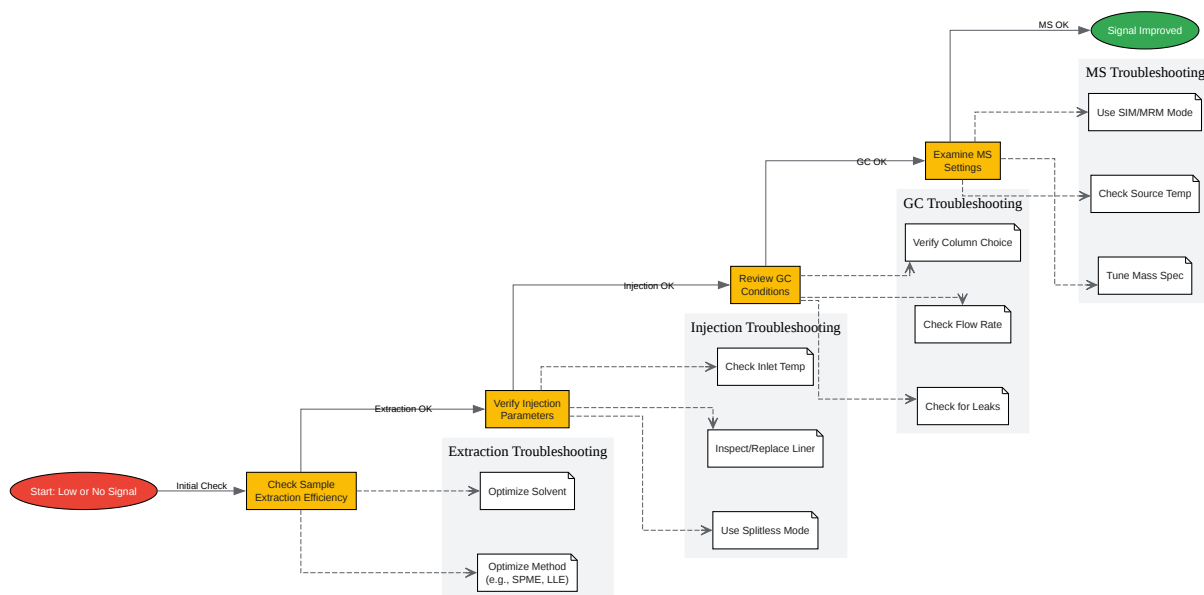 MS OK
Signal Improved
MS Troubleshooting
Use SIM/MRM Mode
Examine MS
Settings
GC OK
Check Source Temp
GC Troubleshooting
Verify Column Choice
Tune Mass Spec
Review GC
Conditions
Injection OK
Check Flow Rate
Injection Troubleshooting
Check Inlet Temp
Check for Leaks
Verify Injection
Parameters
Extraction OK
Inspect/Replace Liner
Extraction Troubleshooting
Start: Low or No Signal
Initial Check
Check Sample
Extraction Efficiency
Optimize Solvent
Use Splitless Mode
Optimize Method
(e.g., SPME, LLE)